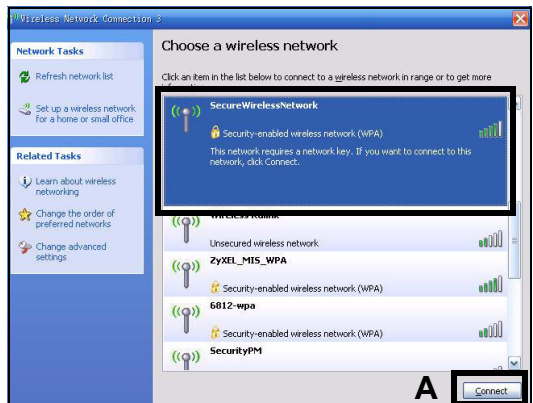 Wireless Network Connection 3
Network Tasks
Refresh network list
Set up a wireless network
for a home or small office
Related Tasks
Learn about wireless
networking
Change the order of
preferred networks
Change advanced
settings
Choose a wireless network
Click an item in the list below to connect to a wireless network in range or to get more
SecureWirelessNetwork
Security-enabled wireless network (WPA)
This network requires a network key. If you want to connect to this
network, click Connect.
Unsecured wireless network
ZyXEL_MIS_WPA
Security-enabled wireless network (WPA)
6812-wpa
Security-enabled wireless network (WPA)
SecurityPM
A
Connect